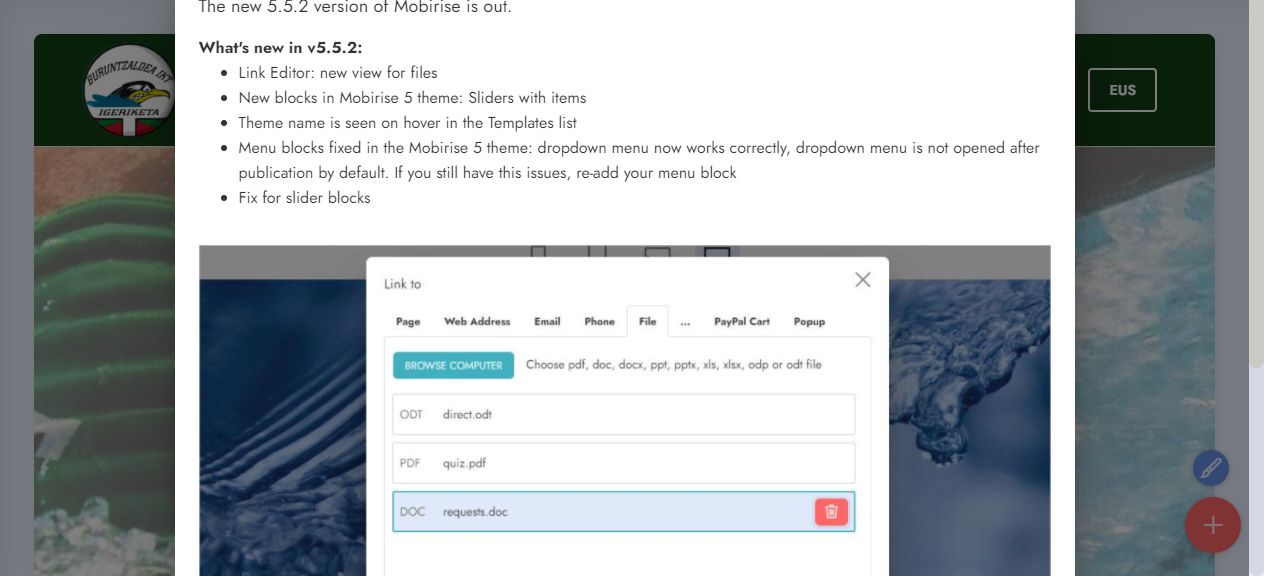 The new 5.5.2 version of Mobirise is out.
What's new in v5.5.2:
Link Editor: new view for files
New blocks in Mobirise 5 theme: Sliders with items
Theme name is seen on hover in the Templates list
Menu blocks fixed in the Mobirise 5 theme: dropdown menu now works correctly, dropdown menu is not opened after
publication by default. If you still have this issues, re-add your menu block
Fix for slider blocks
BURUNTZALDEA IKT
IGERIKETA
EUS
Link to
Page Web Address Email Phone File ... PayPal Cart Popup
BROWSE COMPUTER Choose pdf, doc, docx, ppt, pptx, xls, xlsx, odp or odt file
ODT direct.odt
PDF quiz.pdf
DOC requests.doc